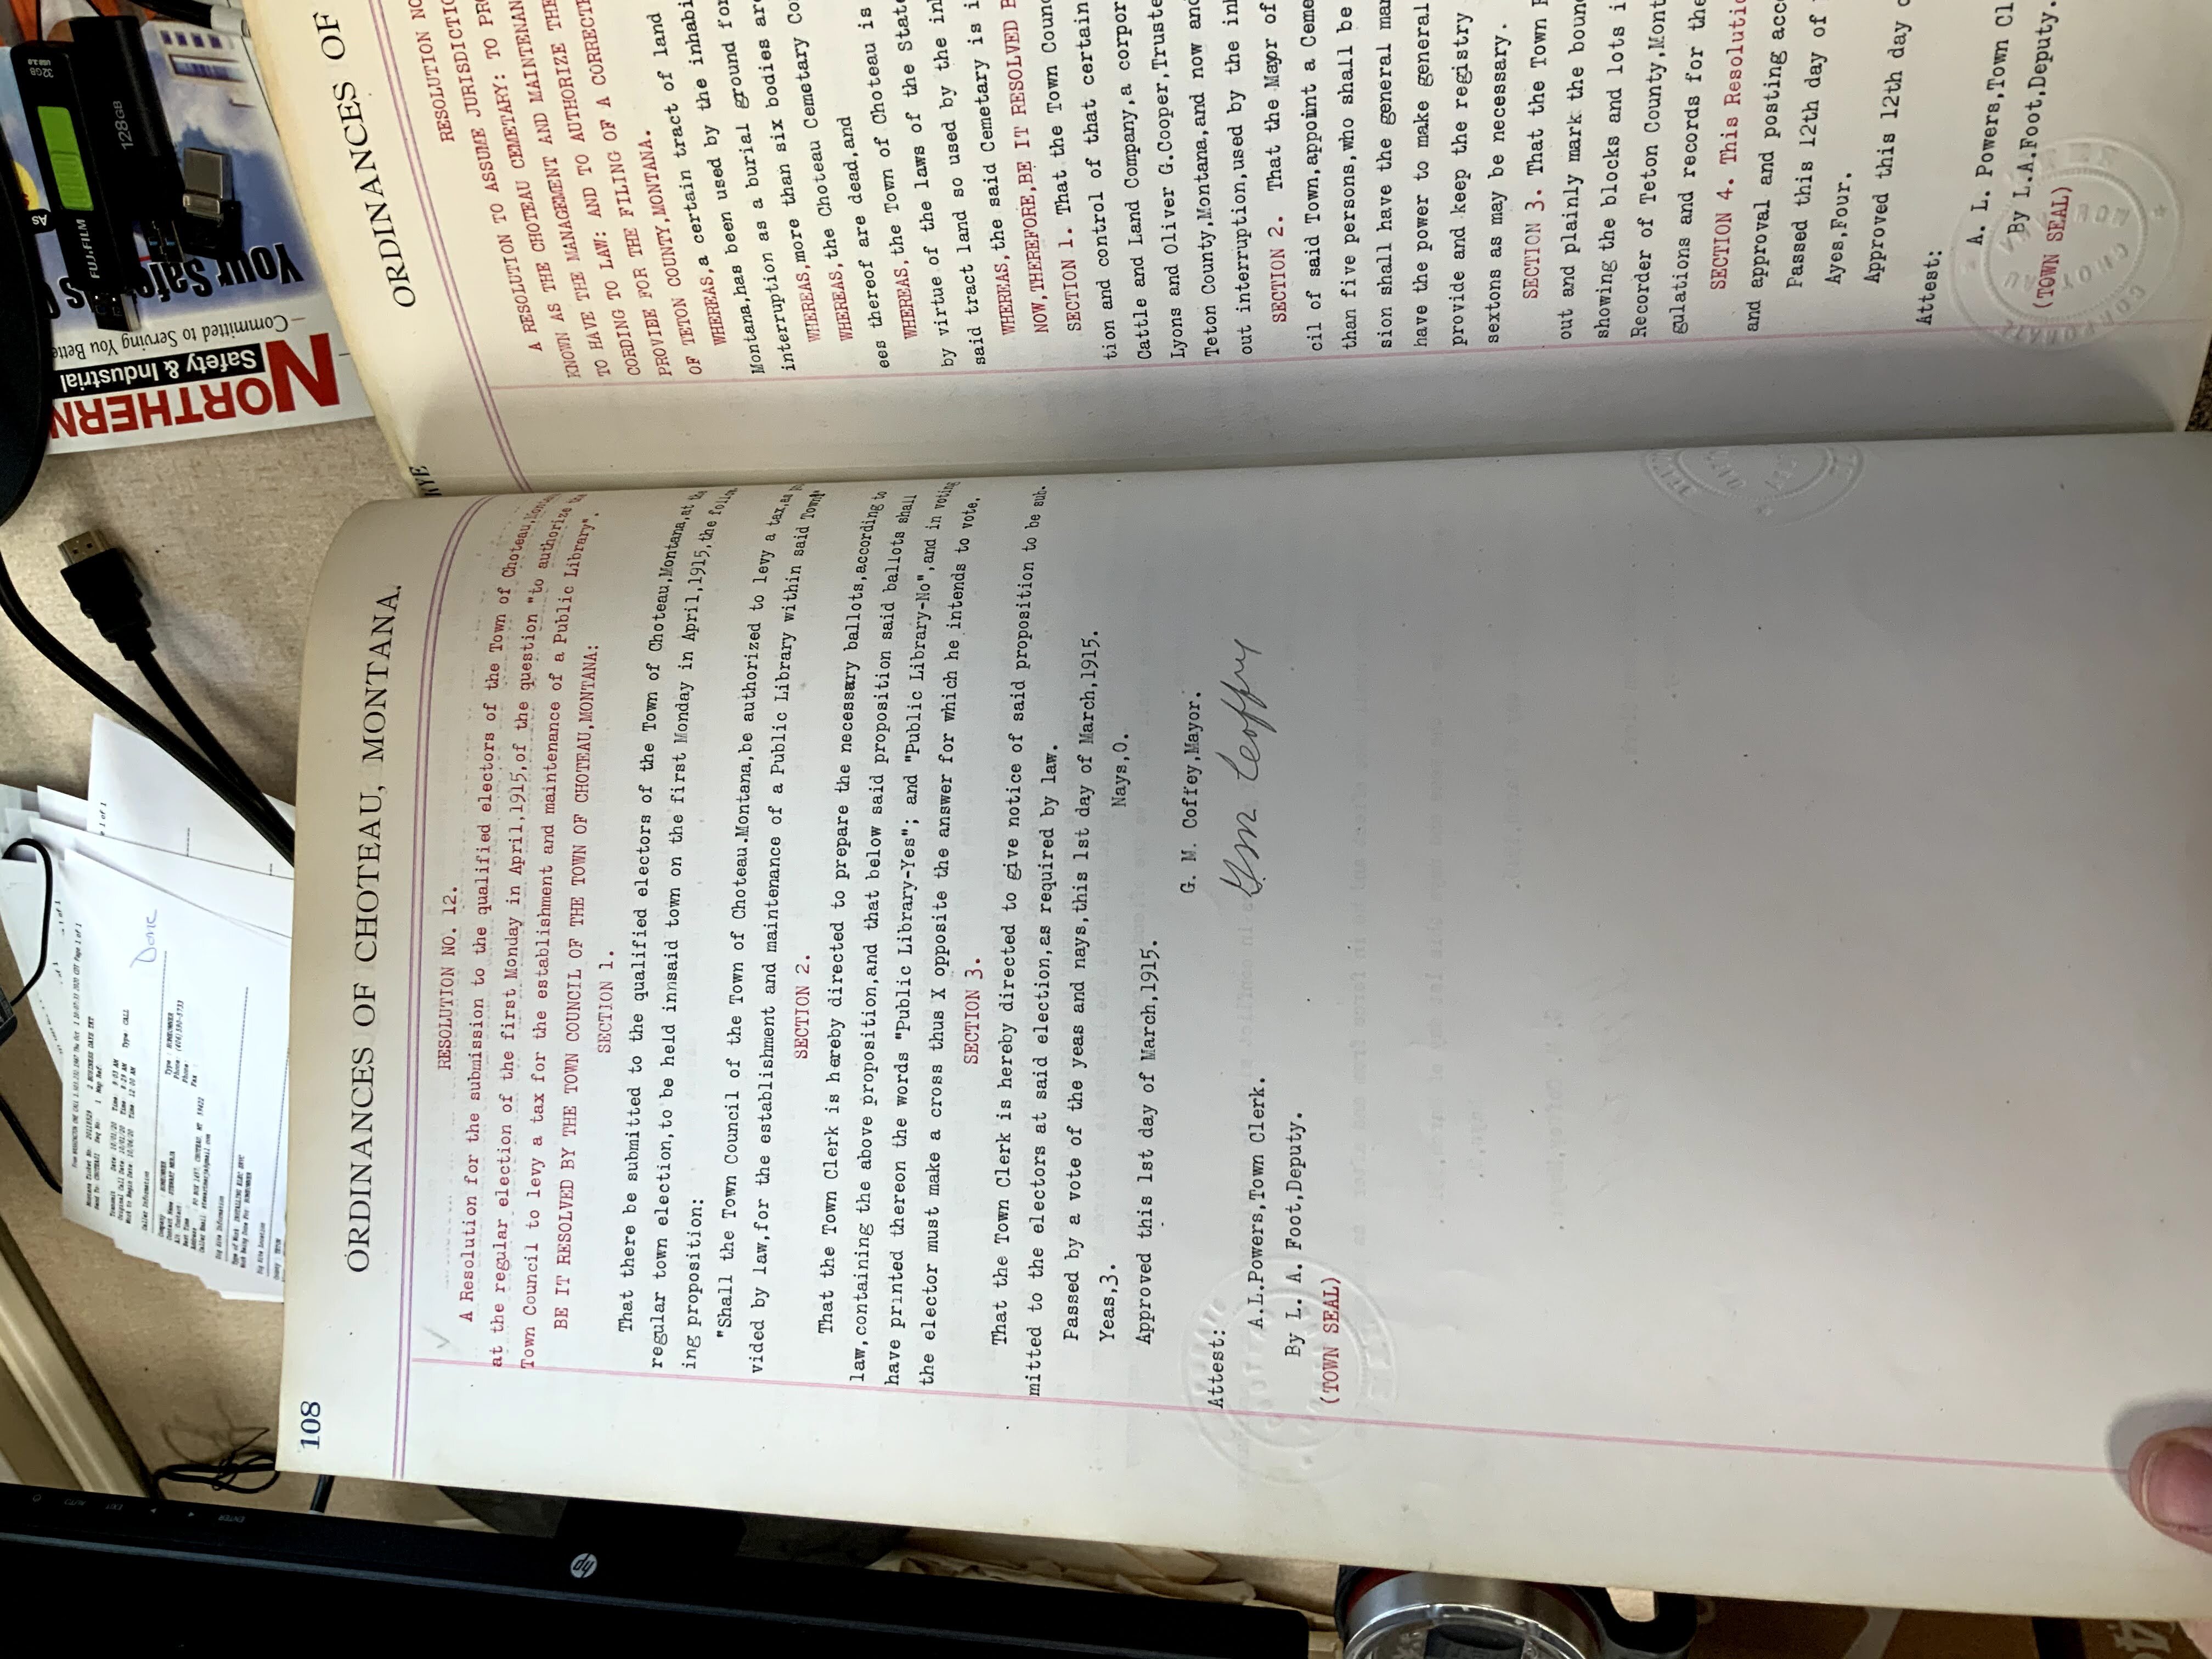 108
ORDINANCES OF CHOTEAU, MONTANA.
RESOLUTION NO. 12.
A Resolution for the submission to the qualified electors of the Town of Choteau,
at the regular election of the first Monday in April,1915,of the question "to authorize
Town Council to levy a tax for the establishment and maintenance of a Public Library".
BE IT RESOLVED BY THE TOWN COUNCIL OF THE TOWN OF CHOTEAU,MONTANA:
SECTION 1.
That there be submitted to the qualified electors of the Town of Choteau,Montana,at
regular town election,to be held innsaid town on the first Monday in April,1915,the
ing proposition:
"Shall the Town Council of the Town of Choteau.Montana,be authorized to levy a tax,as
vided by law,for the establishment and maintenance of a Public Library within said Town"
SECTION 2.
That the Town Clerk is hereby directed to prepare the necessary ballots,according to
law,containing the above proposition,and that below said proposition said ballots shall
have printed thereon the words "Public Library-Yes"; and "Public Library-No",and in voting
the elector must make a cross thus X opposite the answer for which he intends to vote.
SECTION 3.
That the Town Clerk is hereby directed to give notice of said proposition to be sub-
mitted to the electors at said election,as required by law.
Passed by a vote of the yeas and nays,this 1st day of March,1915.
Yeas,3. Nays,0.
Approved this 1st day of March,1915.
G. M. Coffey,Mayor.
Attest:
A.L.Powers,Town Clerk.
GM Coffey
By L. A. Foot,Deputy.
(TOWN SEAL)
ORDINANCES OF
RESOLUTION NO
A RESOLUTION TO ASSUME JURISDICTIO
KNOWN AS THE CHOTEAU CEMETARY: TO PRO
TO HAVE THE MANAGEMENT AND MAINTENAN
CORDING TO LAW: AND TO AUTHORIZE THE
PROVIDE FOR THE FILING OF A CORRECTE
OF TETON COUNTY,MONTANA.
WHEREAS,a certain tract of land
Montana,has been used by the inhabi
interruption as a burial ground for
WHEREAS,more than six bodies are
WHEREAS,the Choteau Cemetary Co
ees thereof are dead,and
WHEREAS,the Town of Choteau is
by virtue of the laws of the State
said tract land so used by the inh
WHEREAS,the said Cemetary is i
NOW,THEREFORE,BE IT RESOLVED B
SECTION 1. That the Town Counc
tion and control of that certain
Cattle and Land Company,a corpor
Lyons and Oliver G.Cooper,Truste
Teton County,Montana,and now and
out interruption,used by the inh
SECTION 2. That the Mayor of
cil of said Town,appoint a Ceme
than five persons,who shall be
sion shall have the general man
have the power to make general
provide and keep the registry
sextons as may be necessary.
SECTION 3. That the Town
out and plainly mark the boun
showing the blocks and lots i
Recorder of Teton County,Mont
gulations and records for the
SECTION 4. This Resoluti
and approval and posting acc
Passed this 12th day of
Ayes,Four.
Approved this 12th day o
Attest:
A. L. Powers,Town Cl
By L.A.Foot,Deputy.
(TOWN SEAL)
CORPORATE
CHOTEAU
hp
ENTER
EXIT
AUTO
Done
NORTHERN
Safety & Industrial
Committed to Serving You Bette
FUJIFILM
128GB
32GB
USB 3.0